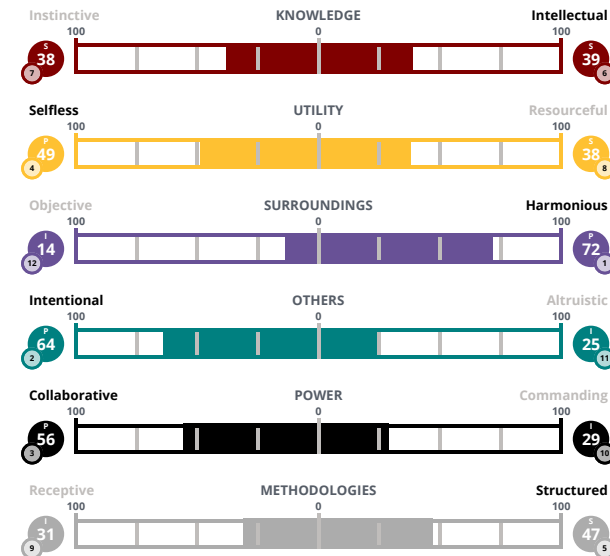 Instinctive KNOWLEDGE Intellectual
100 0 100
S 38 7 S 39 6
Selfless UTILITY Resourceful
100 0 100
P 49 4 S 38 8
Objective SURROUNDINGS Harmonious
100 0 100
I 14 12 P 72 1
Intentional OTHERS Altruistic
100 0 100
P 64 2 I 25 11
Collaborative POWER Commanding
100 0 100
P 56 3 I 29 10
Receptive METHODOLOGIES Structured
100 0 100
I 31 9 S 47 5